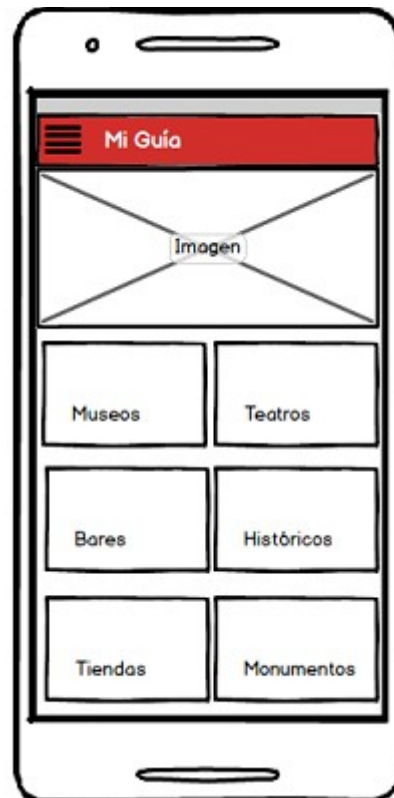 Mi Guía
Imagen
Museos
Teatros
Bares
Históricos
Tiendas
Monumentos